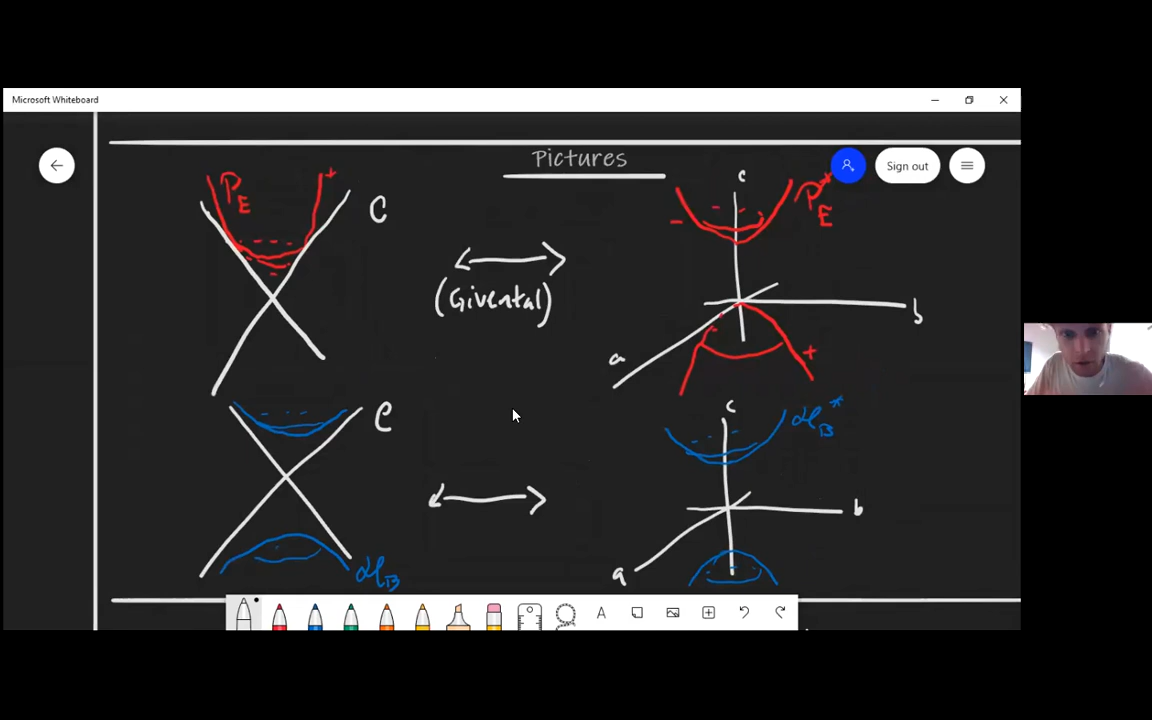 Microsoft Whiteboard
Pictures
Sign out
P_E +
C
(Givental)
c
P_E^*
-
b
a
+
C
c
b
a
A